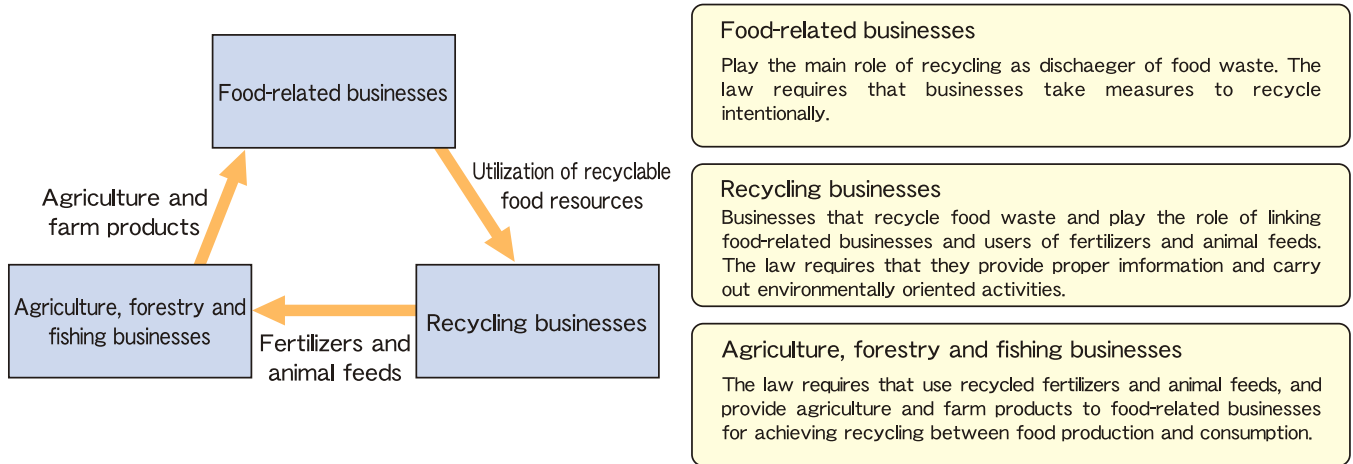 Food-related businesses
Utilization of recyclable
food resources
Agriculture and
farm products
Agriculture, forestry and
fishing businesses
Fertilizers and
animal feeds
Recycling businesses
Food-related businesses
Play the main role of recycling as dischaeger of food waste. The
law requires that businesses take measures to recycle
intentionally.
Recycling businesses
Businesses that recycle food waste and play the role of linking
food-related businesses and users of fertilizers and animal feeds.
The law requires that they provide proper imformation and carry
out environmentally oriented activities.
Agriculture, forestry and fishing businesses
The law requires that use recycled fertilizers and animal feeds, and
provide agriculture and farm products to food-related businesses
for achieving recycling between food production and consumption.